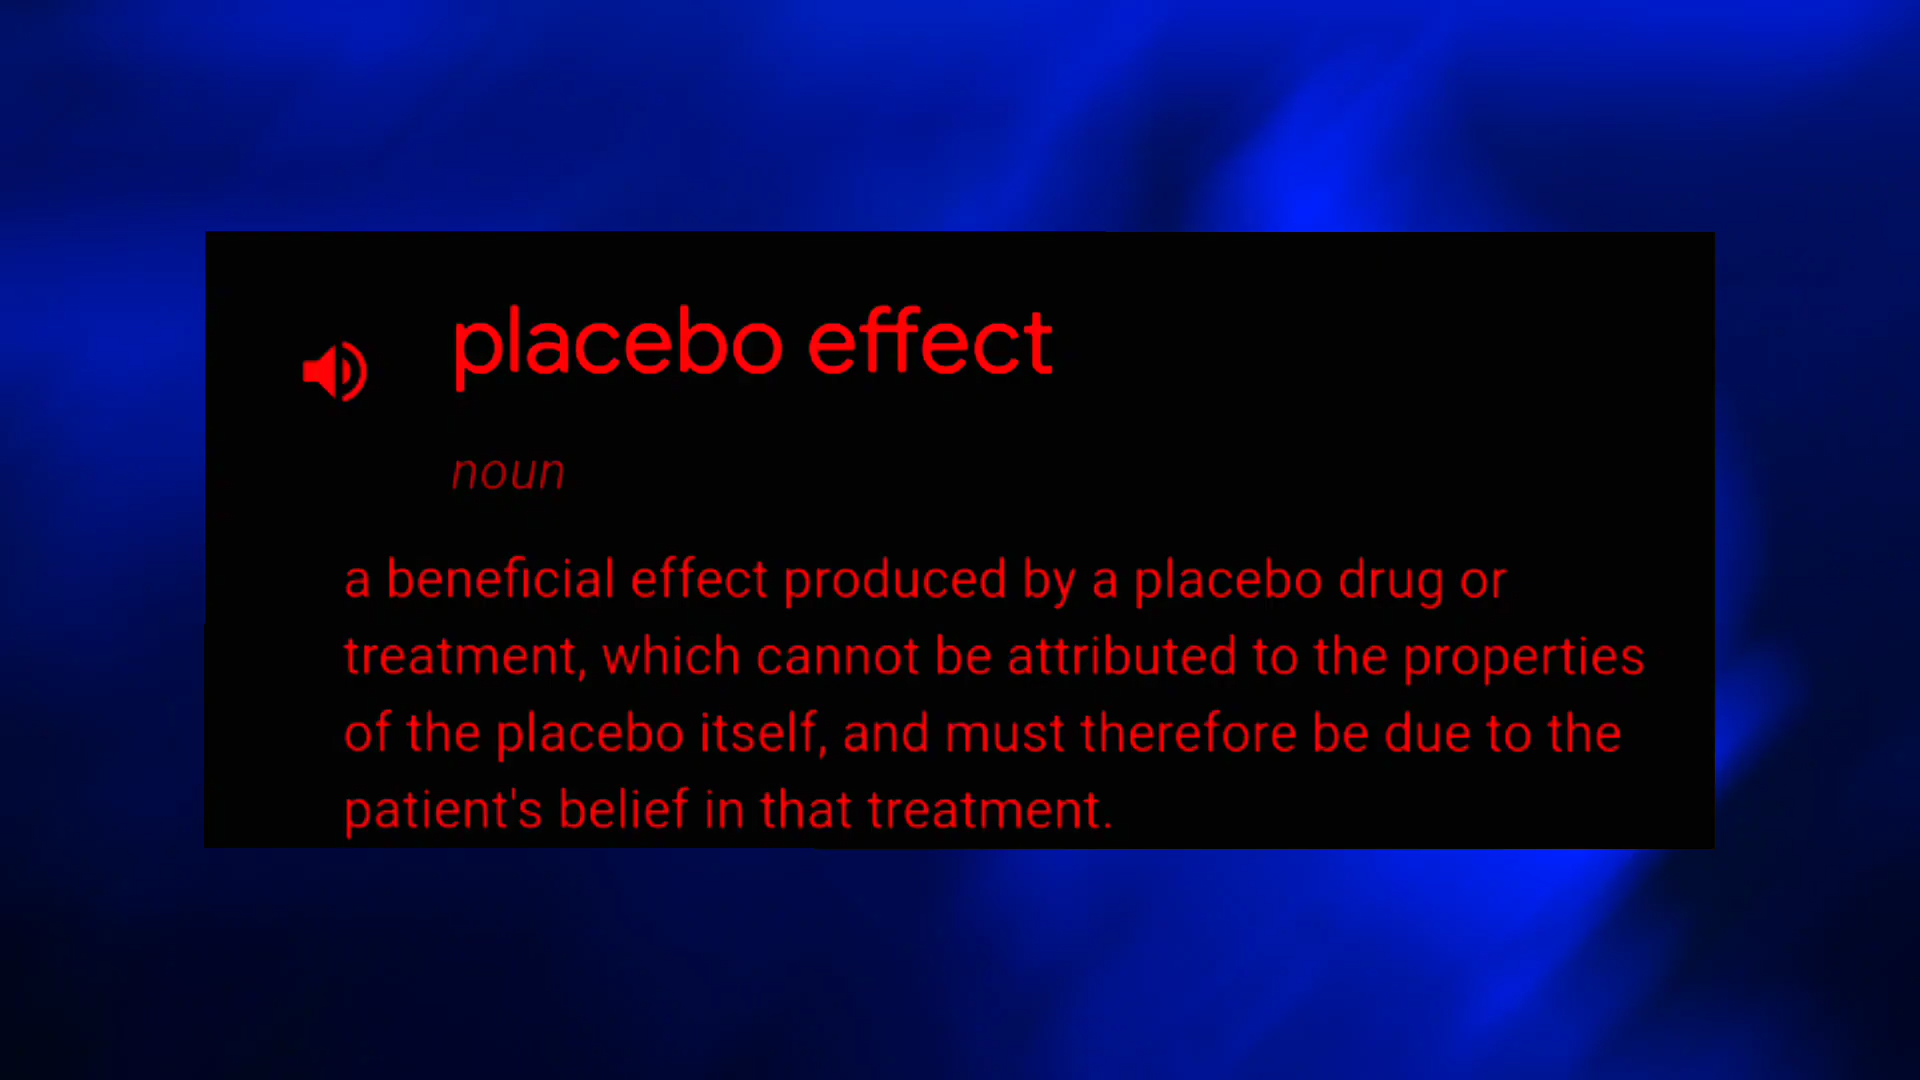 placebo effect
noun
a beneficial effect produced by a placebo drug or
treatment, which cannot be attributed to the properties
of the placebo itself, and must therefore be due to the
patient's belief in that treatment.